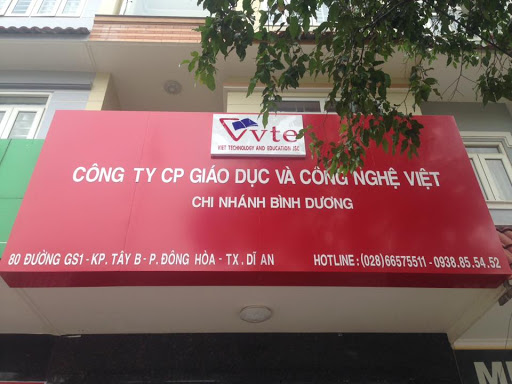 vte
VIET TECHNOLOGY AND EDUCATION JSC
CÔNG TY CP GIÁO DỤC VÀ CÔNG NGHỆ VIỆT
CHI NHÁNH BÌNH DƯƠNG
80 ĐƯỜNG GS1 - KP. TÂY B - P. ĐÔNG HÒA - TX. DĨ AN
HOTLINE: (028)66575511 - 0938.85.54.52